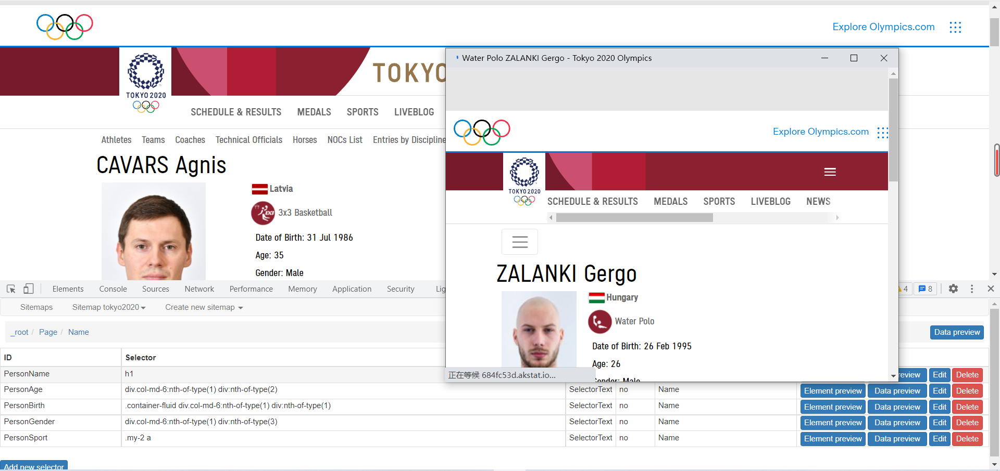 Explore Olympics.com
TOKYO
TOKYO 2020
SCHEDULE & RESULTS MEDALS SPORTS LIVEBLOG
Athletes Teams Coaches Technical Officials Horses NOCs List Entries by Discipline
CAVARS Agnis
Latvia
3x3 Basketball
Date of Birth: 31 Jul 1986
Age: 35
Gender: Male
Water Polo ZALANKI Gergo - Tokyo 2020 Olympics
Explore Olympics.com
TOKYO 2020
SCHEDULE & RESULTS MEDALS SPORTS LIVEBLOG NEWS
ZALANKI Gergo
Hungary
Water Polo
Date of Birth: 26 Feb 1995
Age: 26
Gender: Male
正在等候 684fc53d.akstat.io...
Elements Console Sources Network Performance Memory Application Security Lig 4 8
Sitemaps Sitemap tokyo2020 Create new sitemap
_root / Page / Name Data preview
ID Selector
PersonName h1 review Edit Delete
PersonAge div.col-md-6:nth-of-type(1) div:nth-of-type(2) SelectorText no Name Element preview Data preview Edit Delete
PersonBirth .container-fluid div.col-md-6:nth-of-type(1) div:nth-of-type(1) SelectorText no Name Element preview Data preview Edit Delete
PersonGender div.col-md-6:nth-of-type(1) div:nth-of-type(3) SelectorText no Name Element preview Data preview Edit Delete
PersonSport .my-2 a SelectorText no Name Element preview Data preview Edit Delete
Add new selector